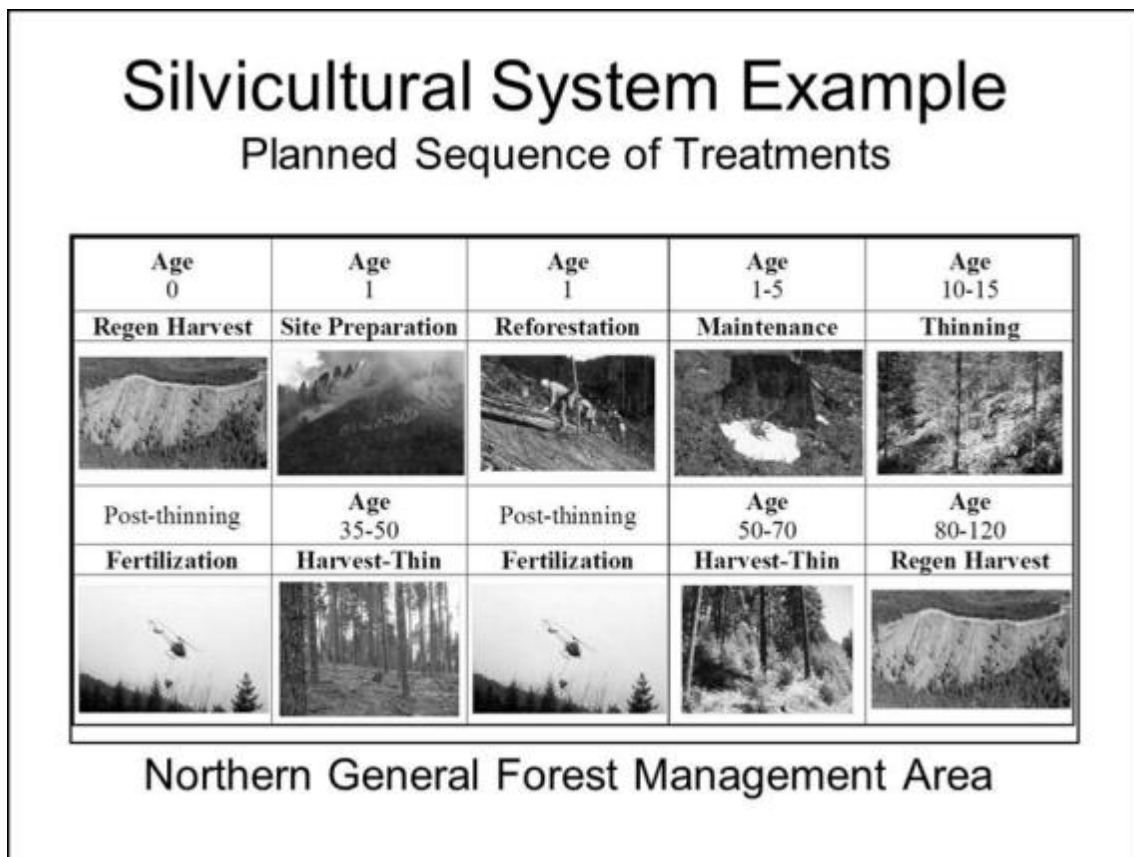 Silvicultural System Example
Planned Sequence of Treatments
Age Age Age Age Age
0 1 1 1-5 10-15
Regen Harvest Site Preparation Reforestation Maintenance Thinning
Post-thinning Age Post-thinning Age Age
35-50 50-70 80-120
Fertilization Harvest-Thin Fertilization Harvest-Thin Regen Harvest
Northern General Forest Management Area